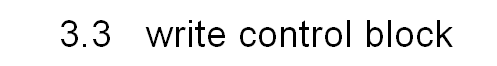 3.3 write control block